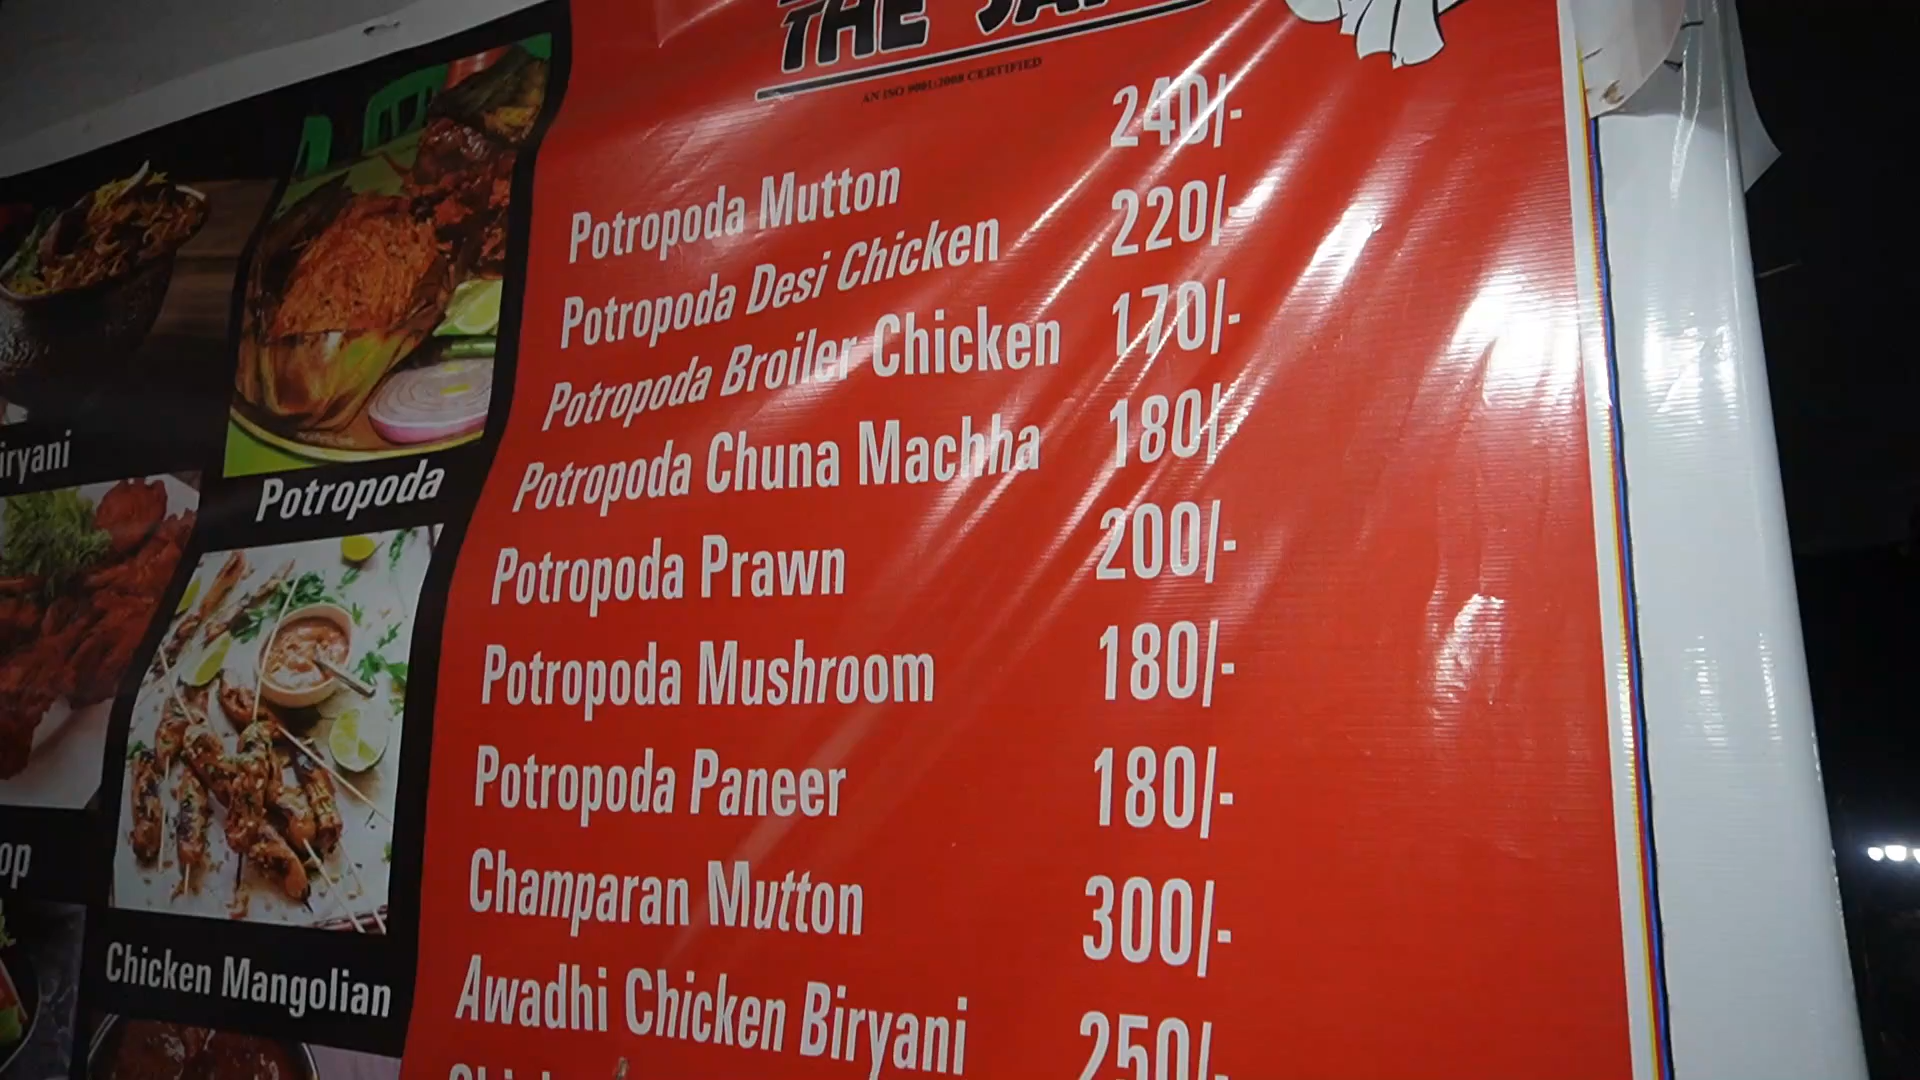 THE
AN ISO 9001:2008 CERTIFIED
Potropoda Mutton 240/-
Potropoda Desi Chicken 220/-
Potropoda Broiler Chicken 170/-
Potropoda Chuna Machha 180/-
Potropoda Prawn 200/-
Potropoda Mushroom 180/-
Potropoda Paneer 180/-
Champaran Mutton 300/-
Awadhi Chicken Biryani 250/-
iryani
Potropoda
op
Chicken Mangolian